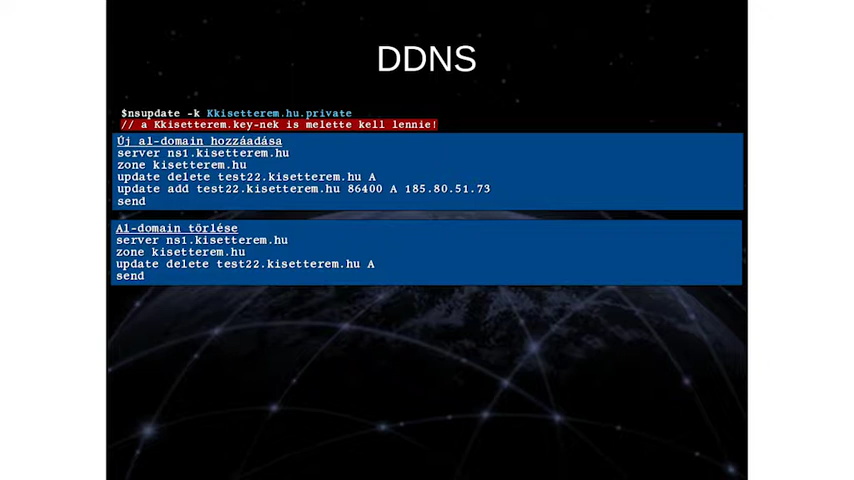 DDNS
$nsupdate -k Kkisetterem.hu.private
// a Kkisetterem.key-nek is melette kell lennie!
Új al-domain hozzáadása
server ns1.kisetterem.hu
zone kisetterem.hu
update delete test22.kisetterem.hu A
update add test22.kisetterem.hu 86400 A 185.80.51.73
send
Al-domain törlése
server ns1.kisetterem.hu
zone kisetterem.hu
update delete test22.kisetterem.hu A
send